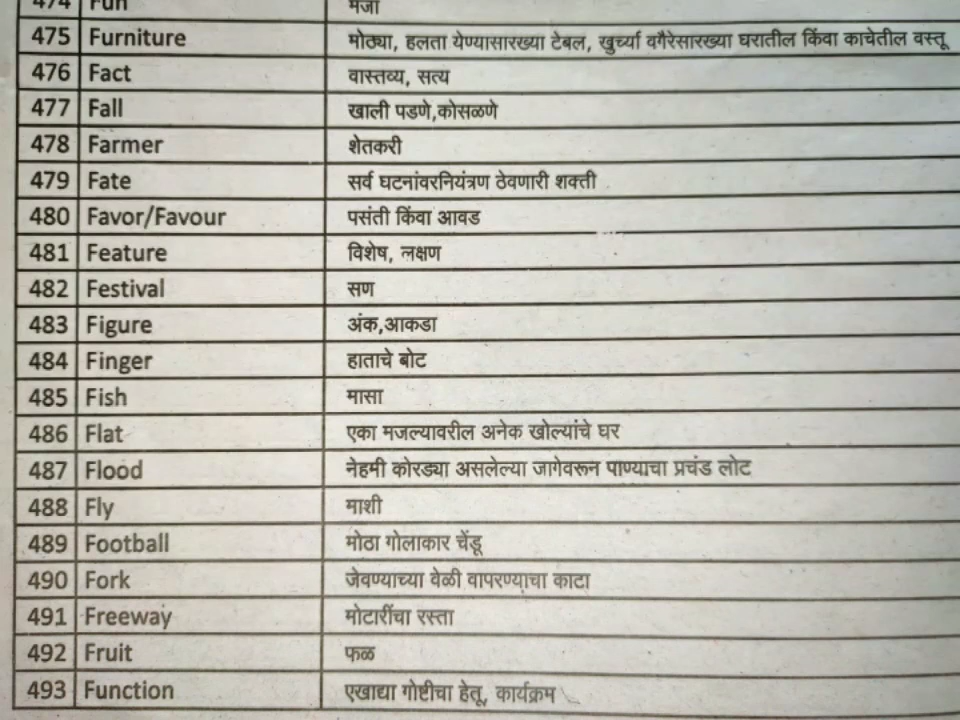 474 Fun मजा
475 Furniture मोठ्या, हलता येण्यासारख्या टेबल, खुर्च्या वगैरेसारख्या घरातील किंवा काचेतील वस्तू
476 Fact वास्तव्य, सत्य
477 Fall खाली पडणे,कोसळणे
478 Farmer शेतकरी
479 Fate सर्व घटनांवरनियंत्रण ठेवणारी शक्ती
480 Favor/Favour पसंती किंवा आवड
481 Feature विशेष, लक्षण
482 Festival सण
483 Figure अंक,आकडा
484 Finger हाताचे बोट
485 Fish मासा
486 Flat एका मजल्यावरील अनेक खोल्यांचे घर
487 Flood नेहमी कोरड्या असलेल्या जागेवरून पाण्याचा प्रचंड लोट
488 Fly माशी
489 Football मोठा गोलाकार चेंडू
490 Fork जेवण्याच्या वेळी वापरण्याचा काटा
491 Freeway मोटारींचा रस्ता
492 Fruit फळ
493 Function एखाद्या गोष्टीचा हेतू, कार्यक्रम